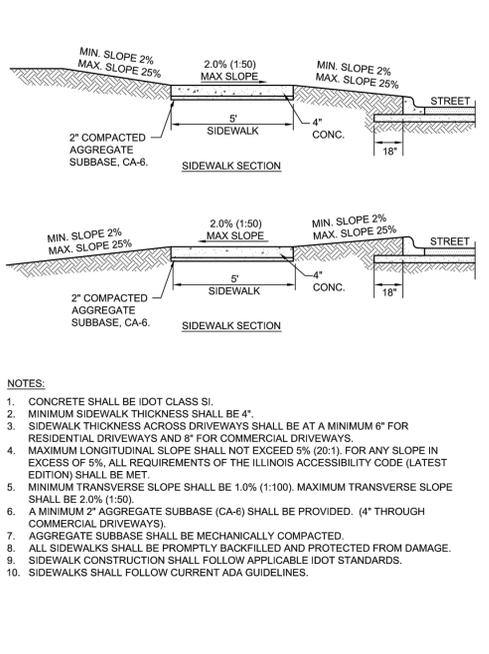 MIN. SLOPE 2%
MAX. SLOPE 25%
2.0% (1:50)
MAX SLOPE
MIN. SLOPE 2%
MAX. SLOPE 25%
STREET
5'
SIDEWALK
4"
CONC.
18"
2" COMPACTED
AGGREGATE
SUBBASE, CA-6.
SIDEWALK SECTION
MIN. SLOPE 2%
MAX. SLOPE 25%
2.0% (1:50)
MAX SLOPE
MIN. SLOPE 2%
MAX. SLOPE 25%
STREET
5'
SIDEWALK
4"
CONC.
18"
2" COMPACTED
AGGREGATE
SUBBASE, CA-6.
SIDEWALK SECTION
NOTES:
1. CONCRETE SHALL BE IDOT CLASS SI.
2. MINIMUM SIDEWALK THICKNESS SHALL BE 4".
3. SIDEWALK THICKNESS ACROSS DRIVEWAYS SHALL BE AT A MINIMUM 6" FOR
RESIDENTIAL DRIVEWAYS AND 8" FOR COMMERCIAL DRIVEWAYS.
4. MAXIMUM LONGITUDINAL SLOPE SHALL NOT EXCEED 5% (20:1). FOR ANY SLOPE IN
EXCESS OF 5%, ALL REQUIREMENTS OF THE ILLINOIS ACCESSIBILITY CODE (LATEST
EDITION) SHALL BE MET.
5. MINIMUM TRANSVERSE SLOPE SHALL BE 1.0% (1:100). MAXIMUM TRANSVERSE SLOPE
SHALL BE 2.0% (1:50).
6. A MINIMUM 2" AGGREGATE SUBBASE (CA-6) SHALL BE PROVIDED. (4" THROUGH
COMMERCIAL DRIVEWAYS).
7. AGGREGATE SUBBASE SHALL BE MECHANICALLY COMPACTED.
8. ALL SIDEWALKS SHALL BE PROMPTLY BACKFILLED AND PROTECTED FROM DAMAGE.
9. SIDEWALK CONSTRUCTION SHALL FOLLOW APPLICABLE IDOT STANDARDS.
10. SIDEWALKS SHALL FOLLOW CURRENT ADA GUIDELINES.